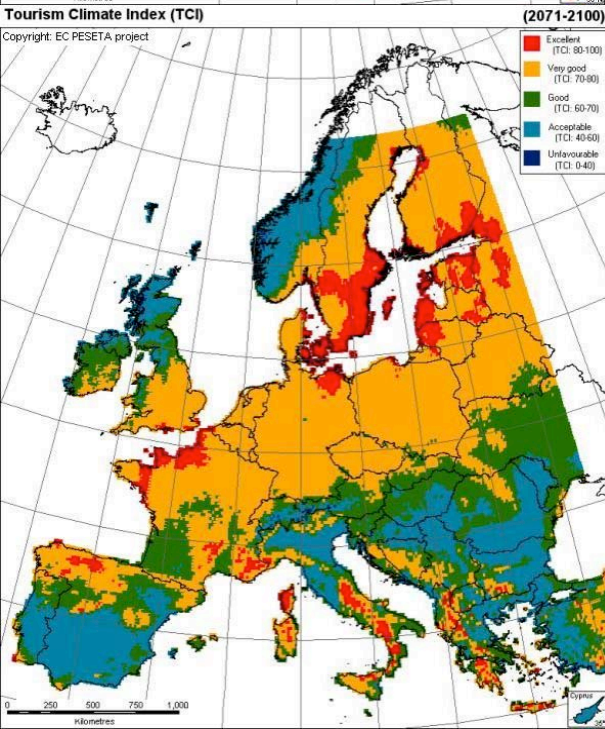 Tourism Climate Index (TCI) (2071-2100)
Copyright: EC PESETA project
Excellent
(TCI: 80-100)
Very good
(TCI: 70-80)
Good
(TCI: 60-70)
Acceptable
(TCI: 40-60)
Unfavourable
(TCI: 0-40)
0 250 500 750 1,000
Kilometres
Cyprus
35°